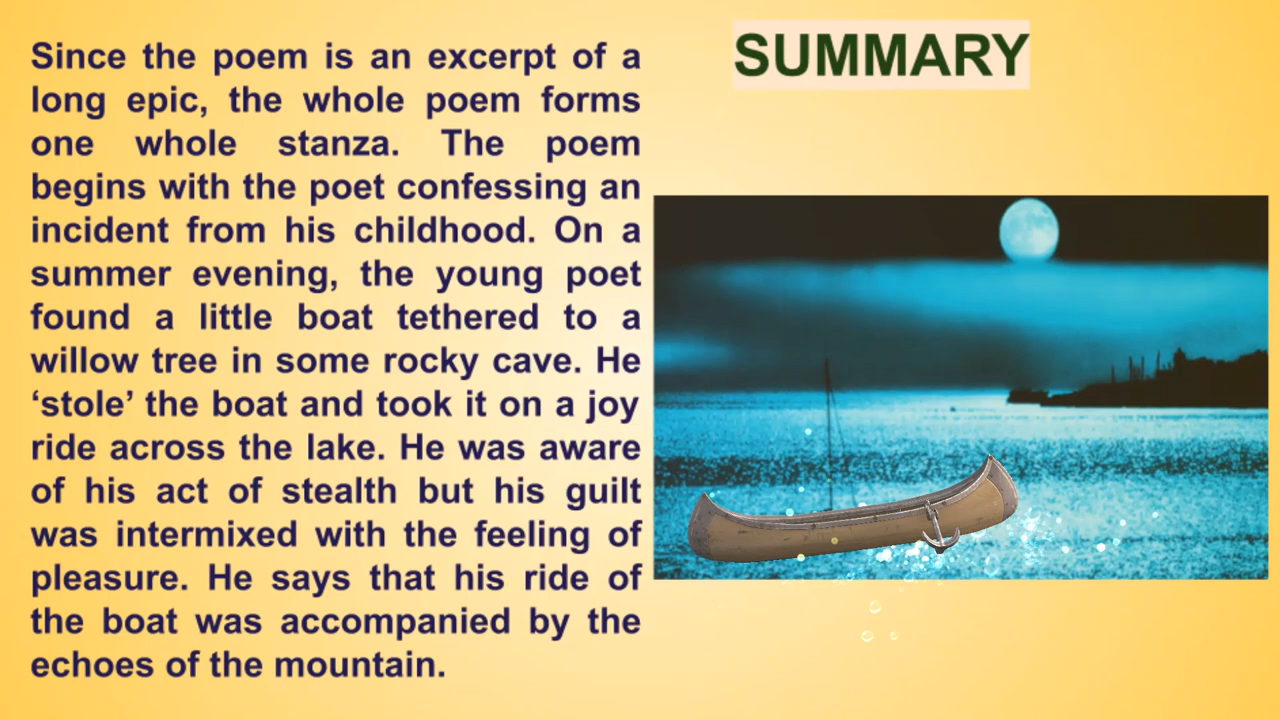 SUMMARY
Since the poem is an excerpt of a
long epic, the whole poem forms
one whole stanza. The poem
begins with the poet confessing an
incident from his childhood. On a
summer evening, the young poet
found a little boat tethered to a
willow tree in some rocky cave. He
‘stole’ the boat and took it on a joy
ride across the lake. He was aware
of his act of stealth but his guilt
was intermixed with the feeling of
pleasure. He says that his ride of
the boat was accompanied by the
echoes of the mountain.